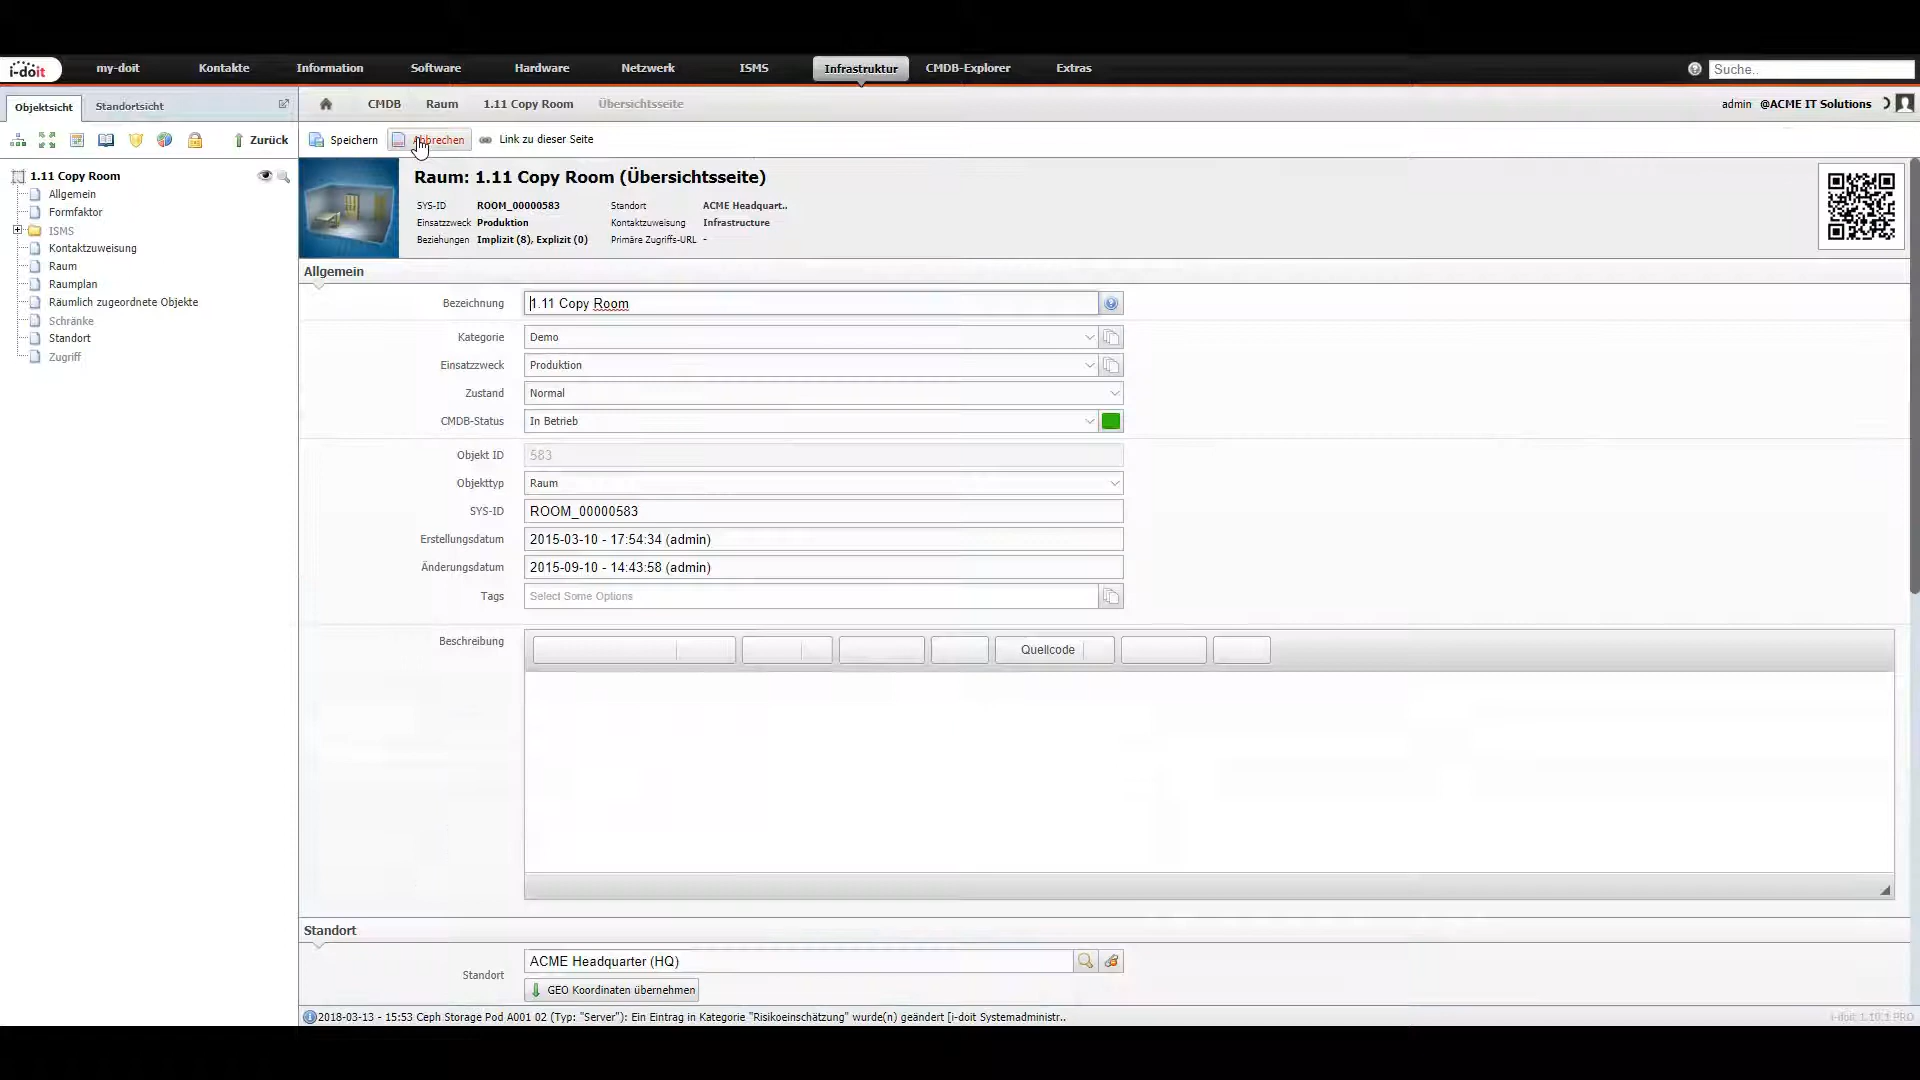 i-doit my-doit Kontakte Information Software Hardware Netzwerk ISMS Infrastruktur CMDB-Explorer Extras Suche..
Objektsicht Standortsicht CMDB Raum 1.11 Copy Room Übersichtsseite admin @ACME IT Solutions
Zurück Speichern Abbrechen Link zu dieser Seite
1.11 Copy Room
Allgemein
Formfaktor
ISMS
Kontaktzuweisung
Raum
Raumplan
Räumlich zugeordnete Objekte
Schränke
Standort
Zugriff
Raum: 1.11 Copy Room (Übersichtsseite)
SYS-ID ROOM_00000583 Standort ACME Headquart..
Einsatzzweck Produktion Kontaktzuweisung Infrastructure
Beziehungen Implizit (8), Explizit (0) Primäre Zugriffs-URL -
Allgemein
Bezeichnung 1.11 Copy Room
Kategorie Demo
Einsatzzweck Produktion
Zustand Normal
CMDB-Status In Betrieb
Objekt ID 583
Objekttyp Raum
SYS-ID ROOM_00000583
Erstellungsdatum 2015-03-10 - 17:54:34 (admin)
Änderungsdatum 2015-09-10 - 14:43:58 (admin)
Tags Select Some Options
Beschreibung Quellcode
Standort
Standort ACME Headquarter (HQ)
GEO Koordinaten übernehmen
2018-03-13 - 15:53 Ceph Storage Pod A001 02 (Typ: "Server"): Ein Eintrag in Kategorie "Risikoeinschätzung" wurde(n) geändert [i-doit Systemadministr..
i-doit 1.10.1 PRO